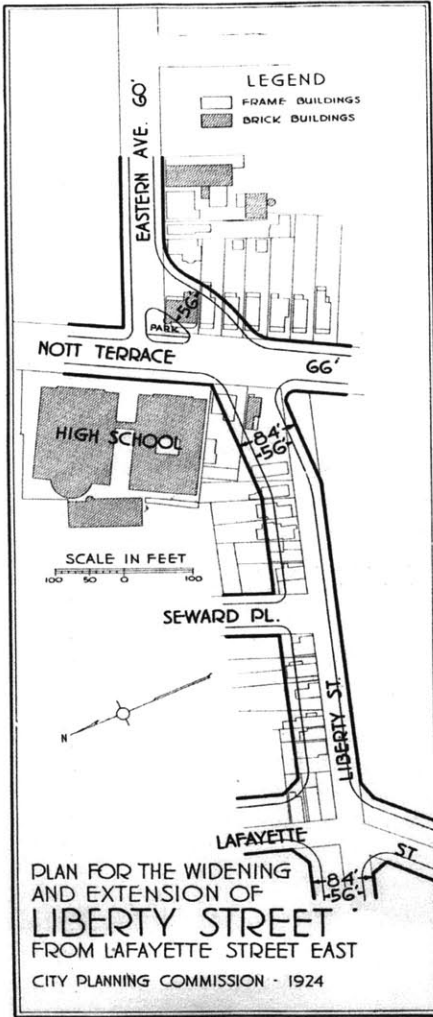 LEGEND
FRAME BUILDINGS
BRICK BUILDINGS
EASTERN AVE. 60'
56'
PARK
NOTT TERRACE
66'
HIGH SCHOOL
84'
56'
SCALE IN FEET
100 50 0 100
SEWARD PL.
LIBERTY ST.
N
LAFAYETTE ST.
84'
56'
PLAN FOR THE WIDENING
AND EXTENSION OF
LIBERTY STREET
FROM LAFAYETTE STREET EAST
CITY PLANNING COMMISSION - 1924